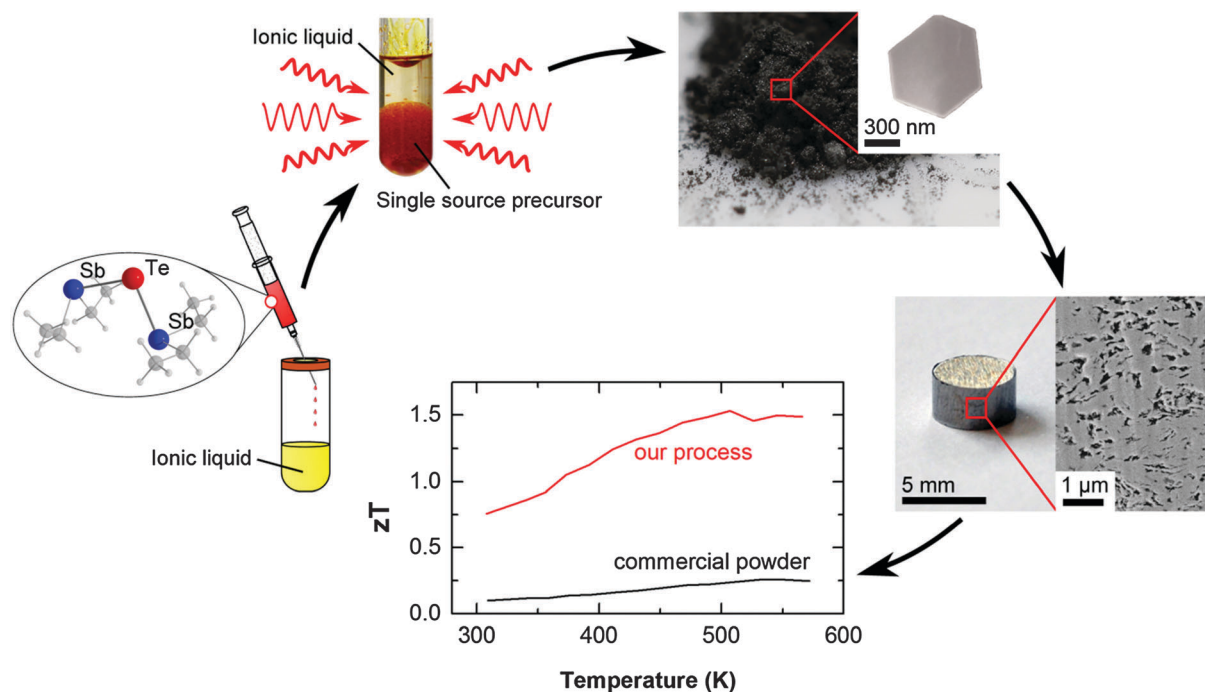 Ionic liquid
Single source precursor
300 nm
Sb
Te
Sb
Ionic liquid
5 mm
1 µm
1.5
1.0
0.5
0.0
zT
our process
commercial powder
300
400
500
600
Temperature (K)